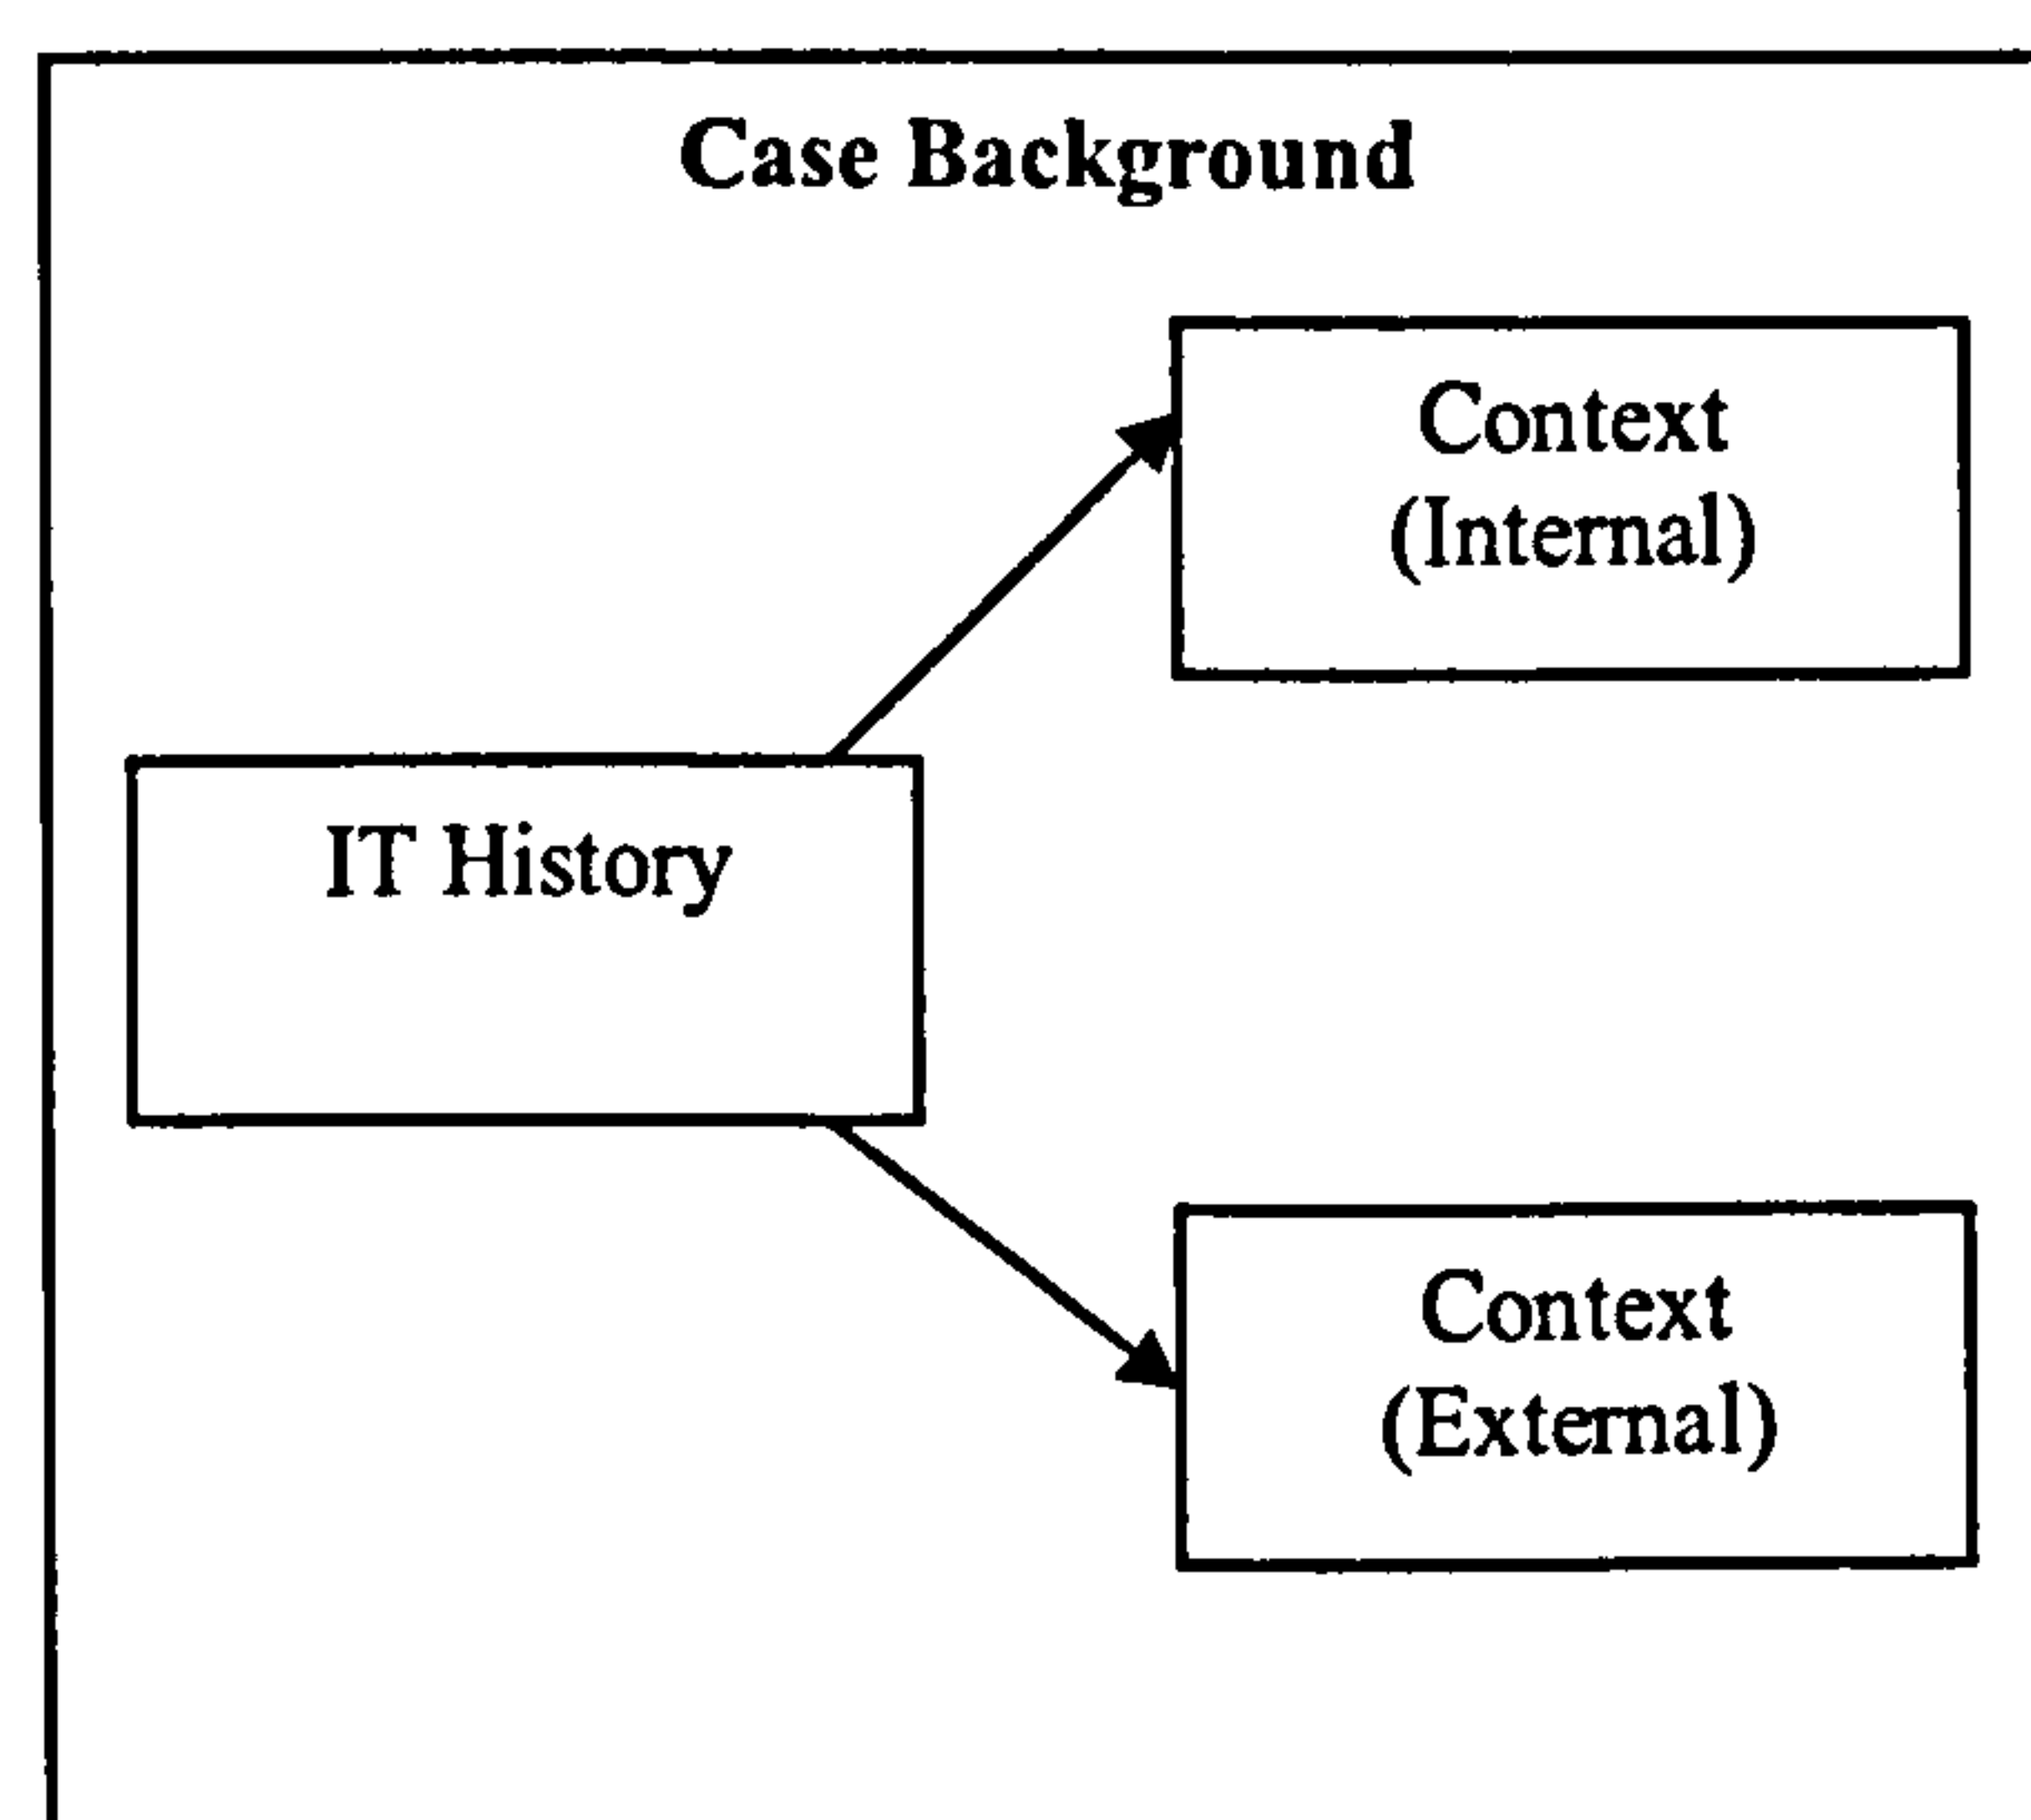 Case Background
Context
(Internal)
IT History
Context
(External)